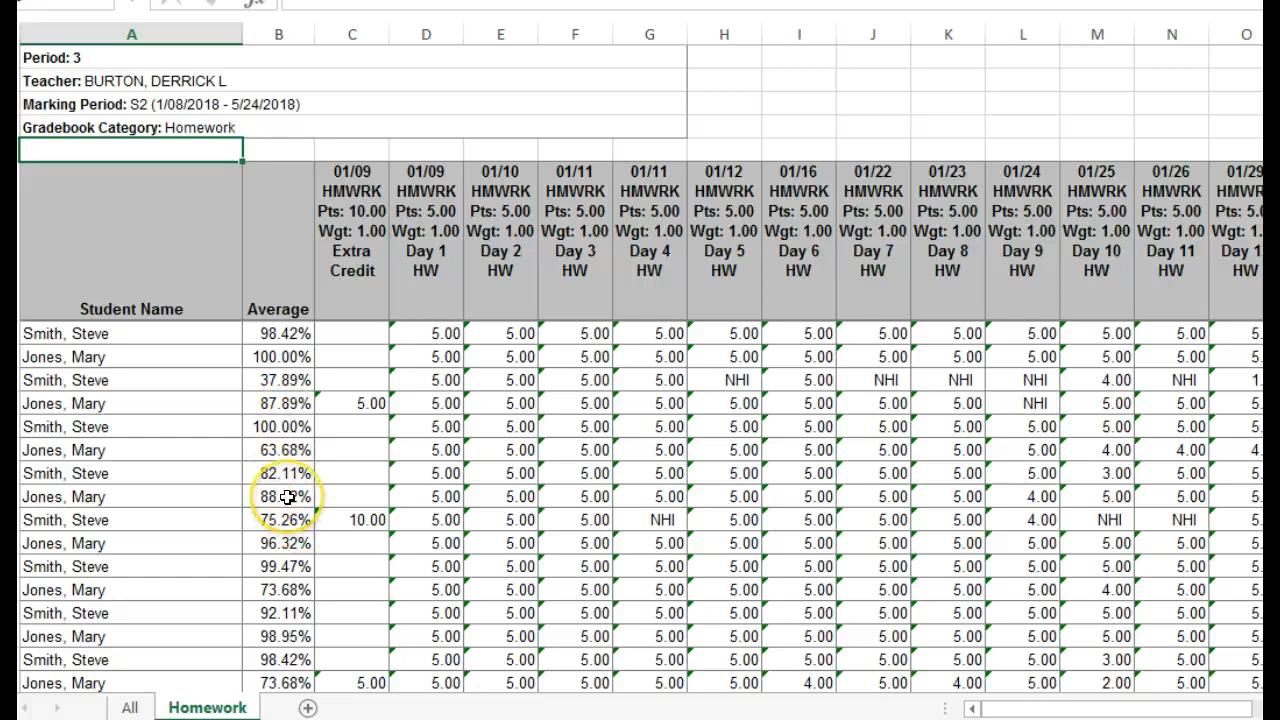 A B C D E F G H I J K L M N O
Period: 3
Teacher: BURTON, DERRICK L
Marking Period: S2 (1/08/2018 - 5/24/2018)
Gradebook Category: Homework
01/09 01/09 01/10 01/11 01/11 01/12 01/16 01/22 01/23 01/24 01/25 01/26 01/29
HMWRK HMWRK HMWRK HMWRK HMWRK HMWRK HMWRK HMWRK HMWRK HMWRK HMWRK HMWRK
Pts: 10.00 Pts: 5.00 Pts: 5.00 Pts: 5.00 Pts: 5.00 Pts: 5.00 Pts: 5.00 Pts: 5.00 Pts: 5.00 Pts: 5.00 Pts: 5.00 Pts: 5.00
Wgt: 1.00 Wgt: 1.00 Wgt: 1.00 Wgt: 1.00 Wgt: 1.00 Wgt: 1.00 Wgt: 1.00 Wgt: 1.00 Wgt: 1.00 Wgt: 1.00 Wgt: 1.00 Wgt: 1.00
Extra Day 1 Day 2 Day 3 Day 4 Day 5 Day 6 Day 7 Day 8 Day 9 Day 10 Day 11
Credit HW HW HW HW HW HW HW HW HW HW HW HW
Student Name Average
Smith, Steve 98.42% 5.00 5.00 5.00 5.00 5.00 5.00 5.00 5.00 5.00 5.00 5.00 5.
Jones, Mary 100.00% 5.00 5.00 5.00 5.00 5.00 5.00 5.00 5.00 5.00 5.00 5.00 5.
Smith, Steve 37.89% 5.00 5.00 5.00 5.00 NHI 5.00 NHI NHI NHI 4.00 NHI 1.
Jones, Mary 87.89% 5.00 5.00 5.00 5.00 5.00 5.00 5.00 5.00 5.00 NHI 5.00 5.00 5.
Smith, Steve 100.00% 5.00 5.00 5.00 5.00 5.00 5.00 5.00 5.00 5.00 5.00 5.00 5.
Jones, Mary 63.68% 5.00 5.00 5.00 5.00 5.00 5.00 5.00 5.00 5.00 4.00 4.00 4.
Smith, Steve 82.11% 5.00 5.00 5.00 5.00 5.00 5.00 5.00 5.00 5.00 3.00 5.00 5.
Jones, Mary 5.00 5.00 5.00 5.00 5.00 5.00 5.00 5.00 4.00 5.00 5.00 5.
Smith, Steve 75.26% 10.00 5.00 5.00 5.00 NHI 5.00 5.00 5.00 5.00 4.00 NHI NHI 5.
Jones, Mary 96.32% 5.00 5.00 5.00 5.00 5.00 5.00 5.00 5.00 5.00 5.00 5.00 5.
Smith, Steve 99.47% 5.00 5.00 5.00 5.00 5.00 5.00 5.00 5.00 5.00 5.00 5.00 5.
Jones, Mary 73.68% 5.00 5.00 5.00 5.00 5.00 5.00 5.00 5.00 5.00 4.00 5.00 5.
Smith, Steve 92.11% 5.00 5.00 5.00 5.00 5.00 5.00 5.00 5.00 5.00 5.00 5.00 5.
Jones, Mary 98.95% 5.00 5.00 5.00 5.00 5.00 5.00 5.00 5.00 5.00 5.00 5.00 5.
Smith, Steve 98.42% 5.00 5.00 5.00 5.00 5.00 5.00 5.00 5.00 5.00 3.00 5.00 5.
Jones, Mary 73.68% 5.00 5.00 5.00 5.00 5.00 5.00 4.00 5.00 4.00 5.00 2.00 5.00 5.
All Homework